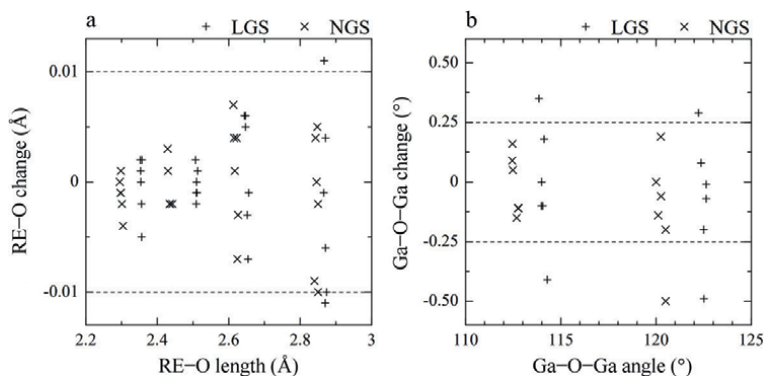 a
+ LGS × NGS
RE−O change (Å)
0.01
0
-0.01
2.2 2.4 2.6 2.8 3
RE−O length (Å)
b
+ LGS × NGS
Ga−O−Ga change (°)
0.50
0.25
0
-0.25
-0.50
110 115 120 125
Ga−O−Ga angle (°)